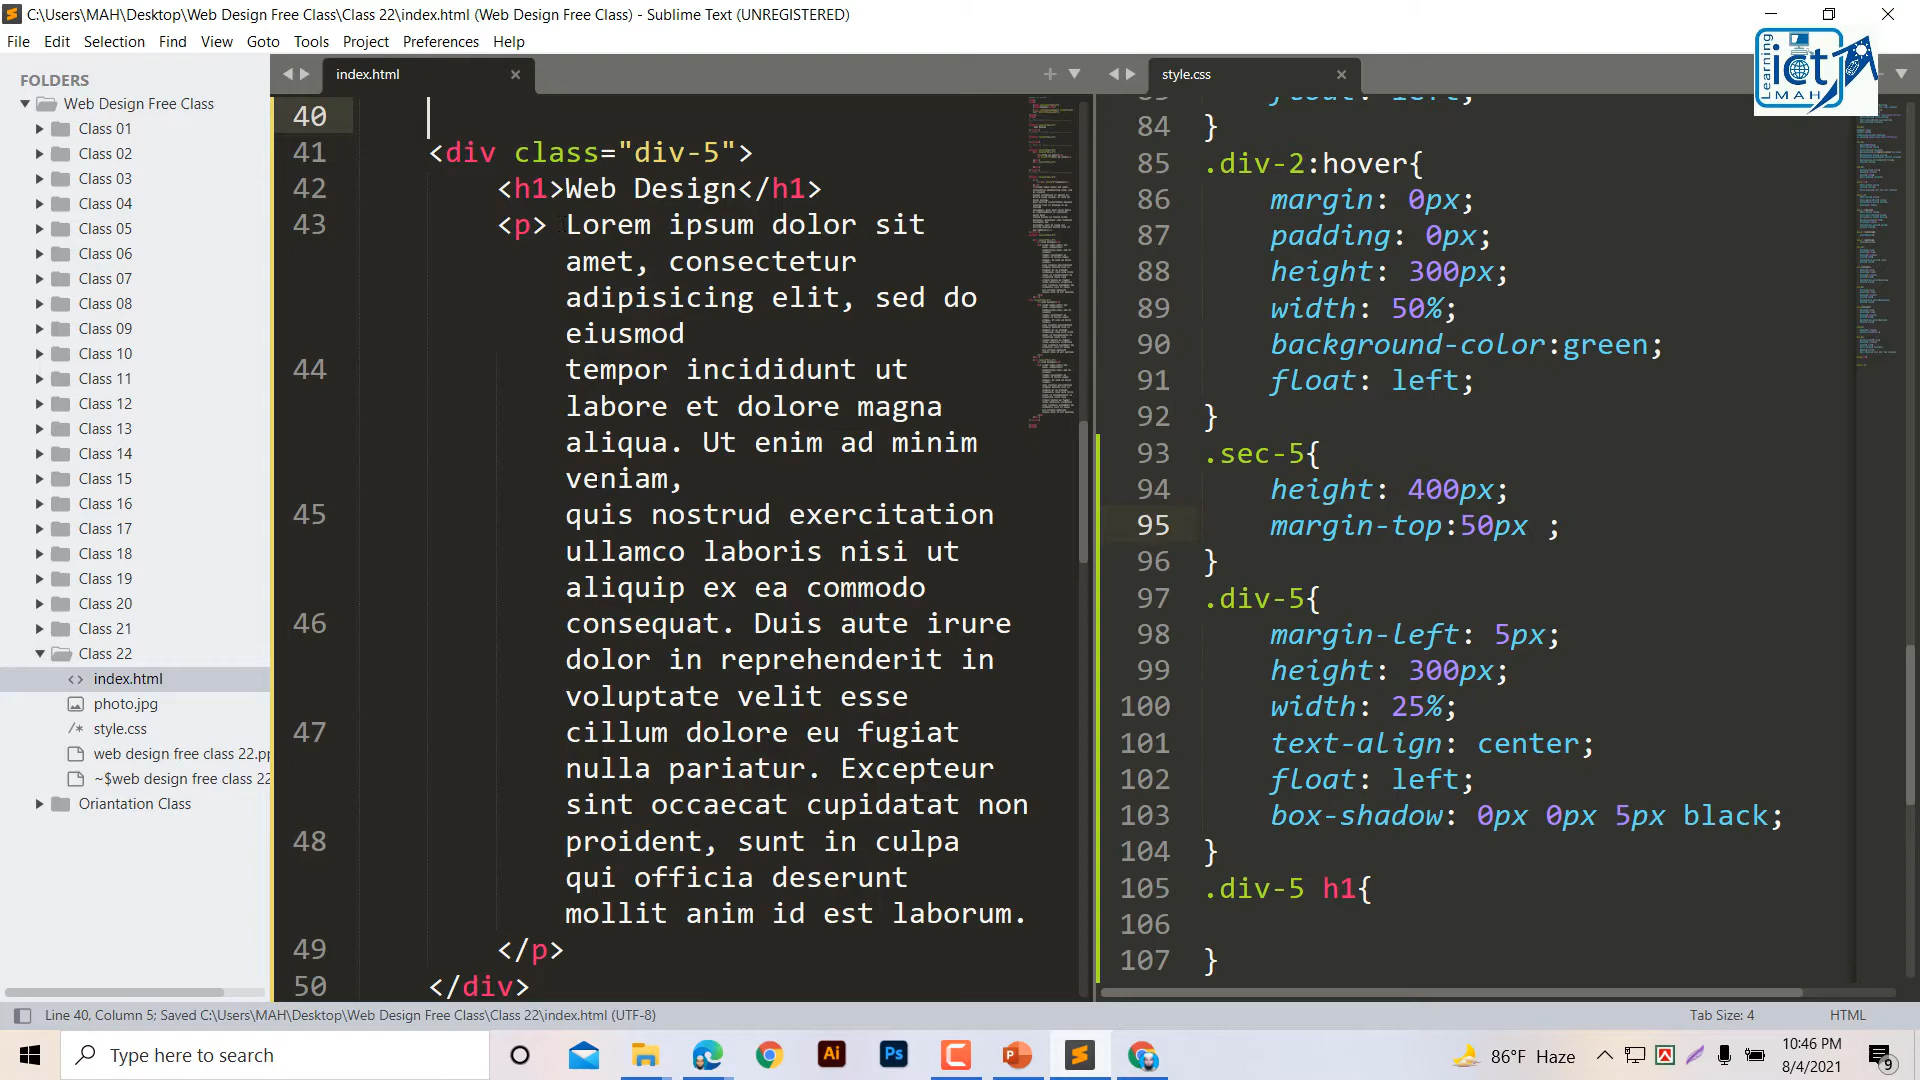 C:\Users\MAH\Desktop\Web Design Free Class\Class 22\index.html (Web Design Free Class) - Sublime Text (UNREGISTERED)
File Edit Selection Find View Goto Tools Project Preferences Help
Learning
ict
MAH
FOLDERS
Web Design Free Class
Class 01
Class 02
Class 03
Class 04
Class 05
Class 06
Class 07
Class 08
Class 09
Class 10
Class 11
Class 12
Class 13
Class 14
Class 15
Class 16
Class 17
Class 18
Class 19
Class 20
Class 21
Class 22
index.html
photo.jpg
style.css
web design free class 22.pp
~$web design free class 22
Oriantation Class
index.html
40
41 <div class="div-5">
42 <h1>Web Design</h1>
43 <p> Lorem ipsum dolor sit
amet, consectetur
adipisicing elit, sed do
eiusmod
44 tempor incididunt ut
labore et dolore magna
aliqua. Ut enim ad minim
veniam,
45 quis nostrud exercitation
ullamco laboris nisi ut
aliquip ex ea commodo
46 consequat. Duis aute irure
dolor in reprehenderit in
voluptate velit esse
47 cillum dolore eu fugiat
nulla pariatur. Excepteur
sint occaecat cupidatat non
48 proident, sunt in culpa
qui officia deserunt
mollit anim id est laborum.
49 </p>
50 </div>
style.css
83 float: left;
84 }
85 .div-2:hover{
86 margin: 0px;
87 padding: 0px;
88 height: 300px;
89 width: 50%;
90 background-color:green;
91 float: left;
92 }
93 .sec-5{
94 height: 400px;
95 margin-top:50px ;
96 }
97 .div-5{
98 margin-left: 5px;
99 height: 300px;
100 width: 25%;
101 text-align: center;
102 float: left;
103 box-shadow: 0px 0px 5px black;
104 }
105 .div-5 h1{
106
107 }
Line 40, Column 5; Saved C:\Users\MAH\Desktop\Web Design Free Class\Class 22\index.html (UTF-8)
Tab Size: 4
HTML
Type here to search
Ai
Ps
86°F Haze
10:46 PM
8/4/2021
9